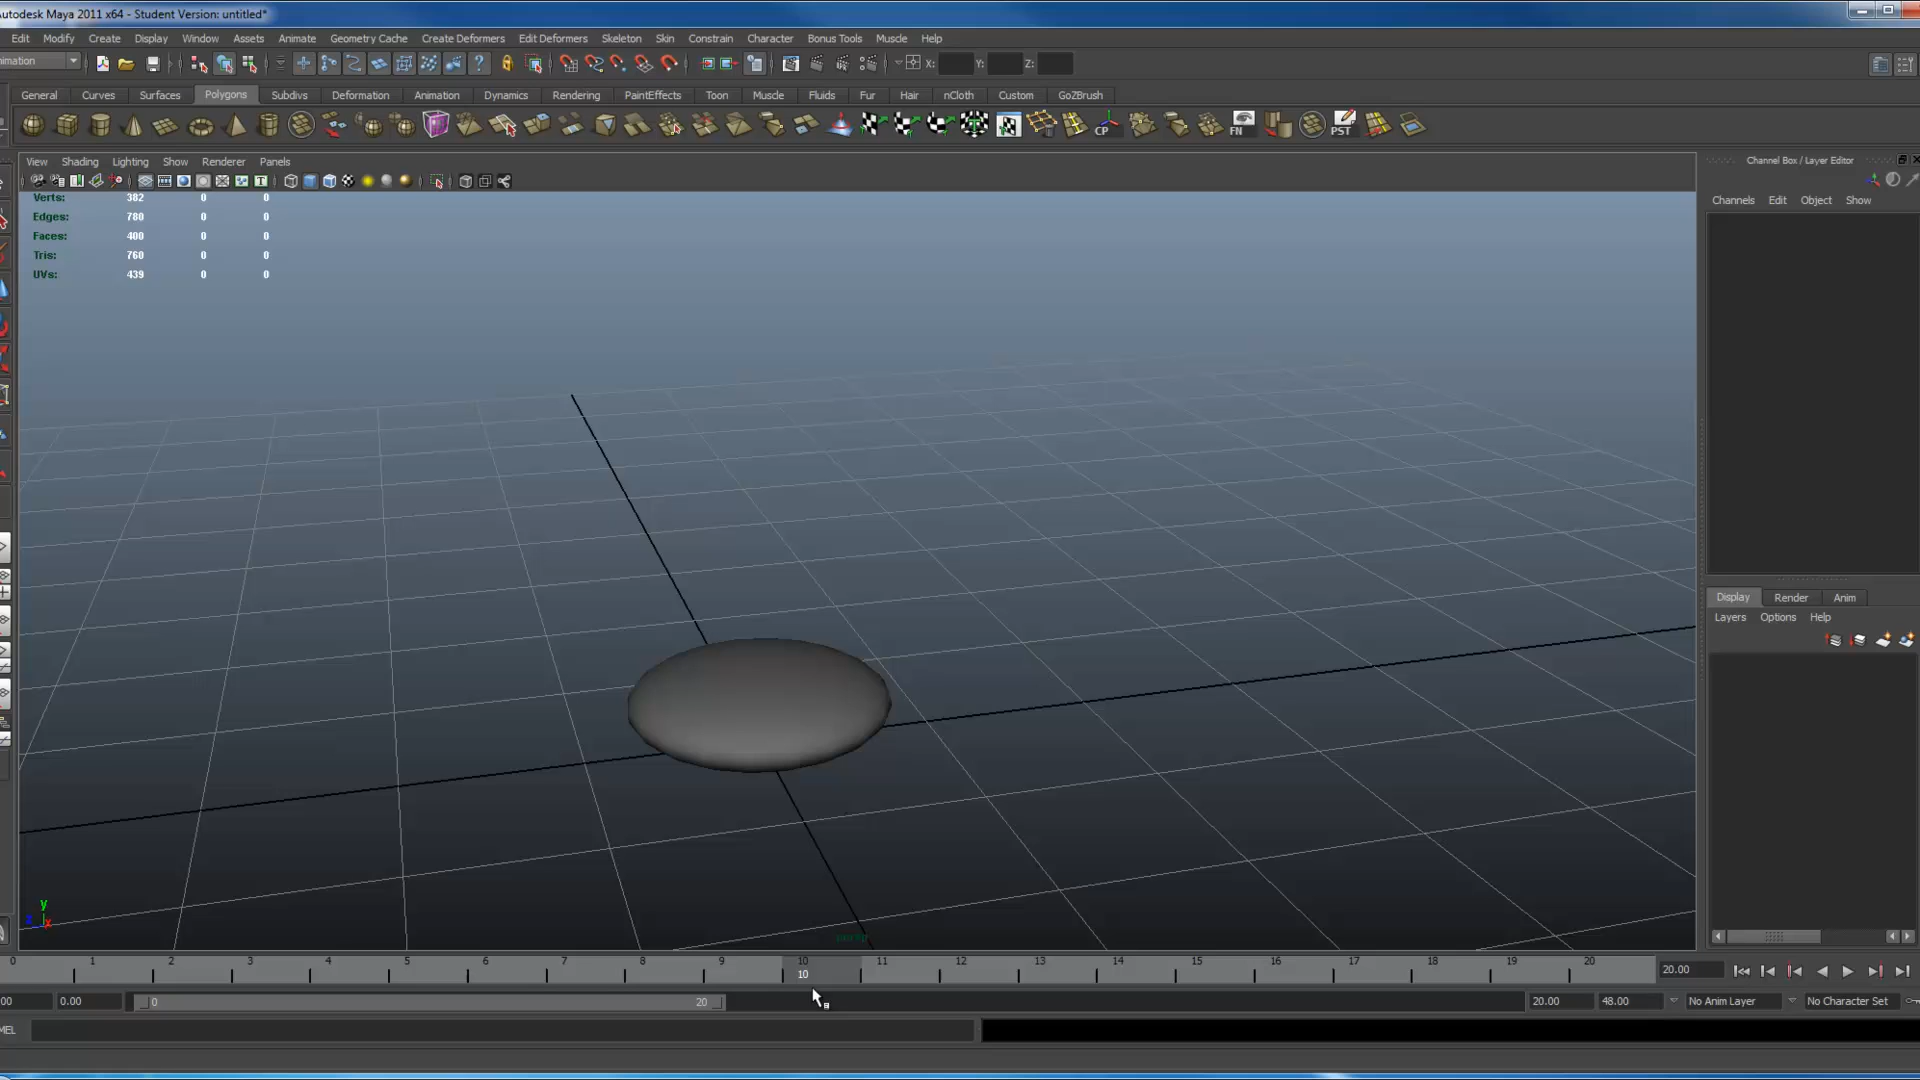 Autodesk Maya 2011 x64 - Student Version: untitled*
Edit Modify Create Display Window Assets Animate Geometry Cache Create Deformers Edit Deformers Skeleton Skin Constrain Character Bonus Tools Muscle Help
nimation X: Y: Z:
General Curves Surfaces Polygons Subdivs Deformation Animation Dynamics Rendering PaintEffects Toon Muscle Fluids Fur Hair nCloth Custom GoZBrush
CP FN PST
View Shading Lighting Show Renderer Panels
Channel Box / Layer Editor
Channels Edit Object Show
Verts: 382 0 0
Edges: 780 0 0
Faces: 400 0 0
Tris: 760 0 0
UVs: 439 0 0
Display Render Anim
Layers Options Help
y
z x
persp
0 1 2 3 4 5 6 7 8 9 10 11 12 13 14 15 16 17 18 19 20
10
20.00
00 0.00 0 20 20.00 48.00 No Anim Layer No Character Set
MEL